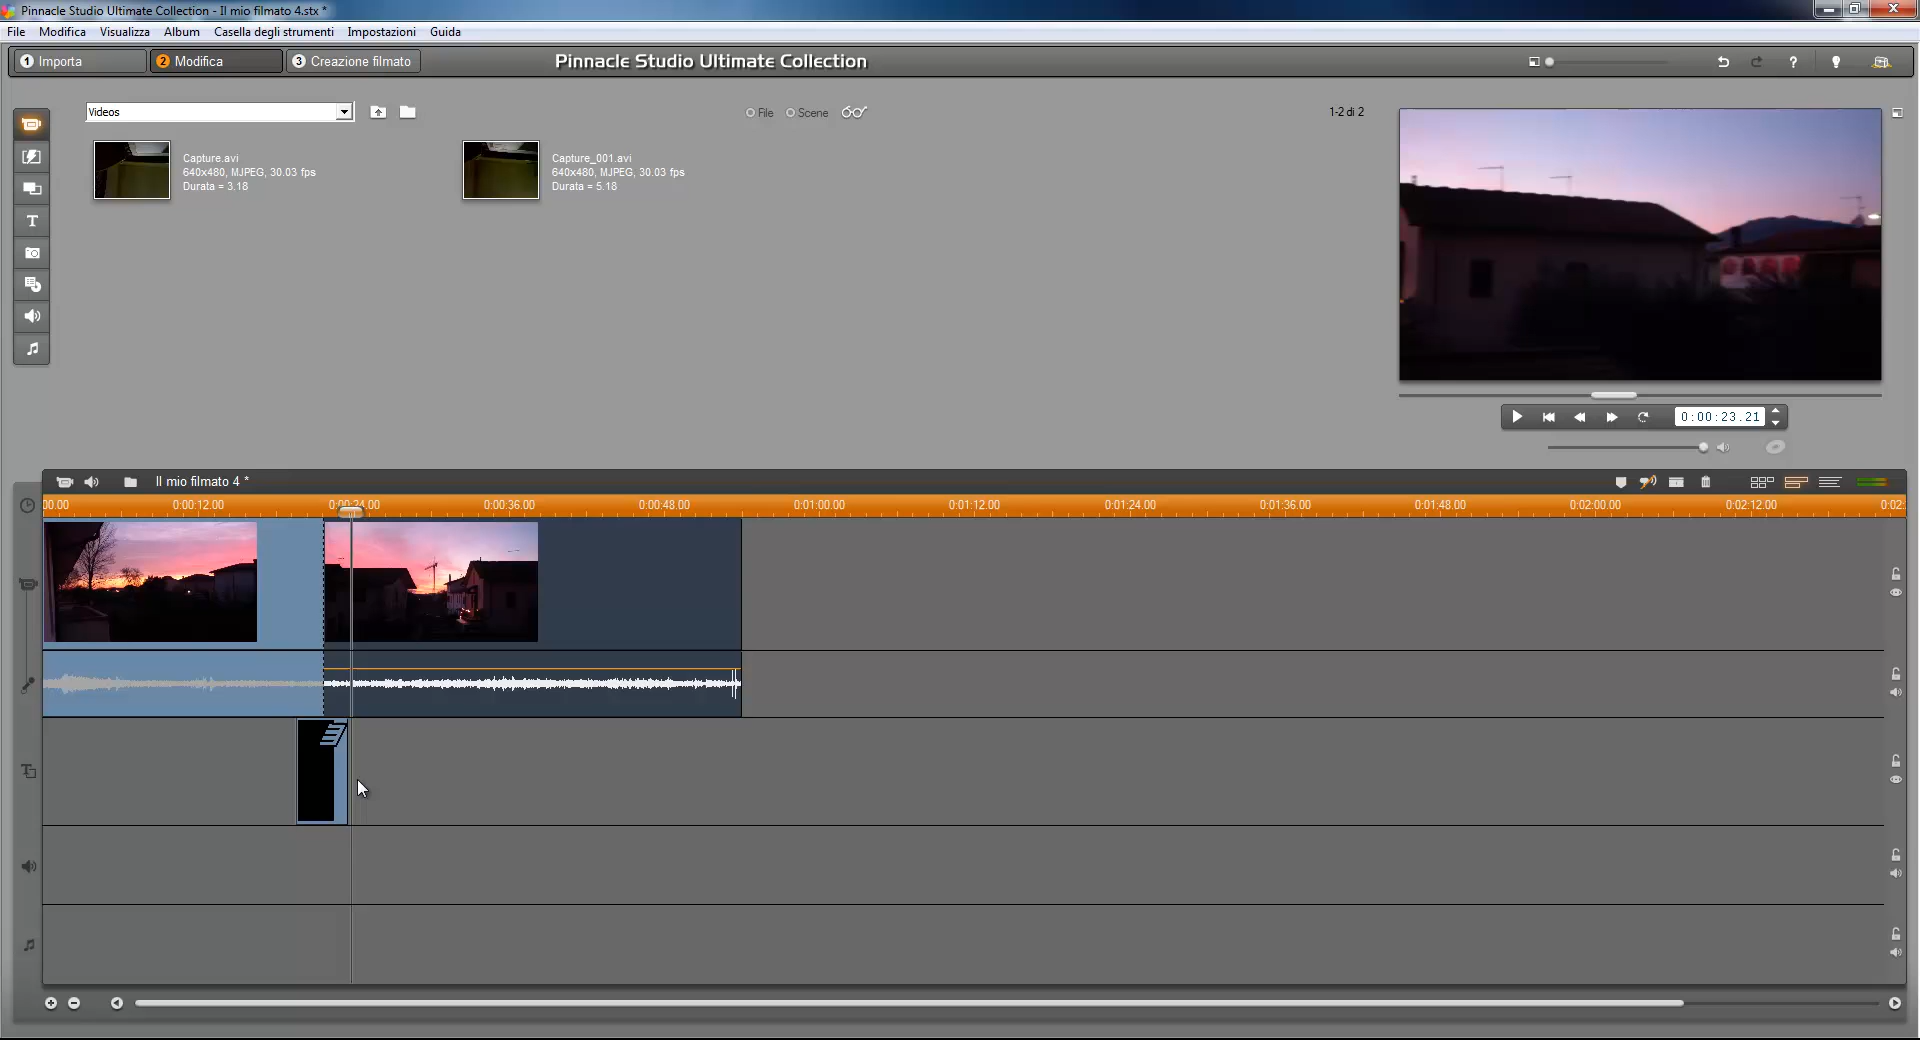 Pinnacle Studio Ultimate Collection - Il mio filmato 4.stx *
File Modifica Visualizza Album Casella degli strumenti Impostazioni Guida
1 Importa 2 Modifica 3 Creazione filmato Pinnacle Studio Ultimate Collection ?
Videos File Scene 1-2 di 2
Capture.avi
640x480, MJPEG, 30.03 fps
Durata = 3.18
Capture_001.avi
640x480, MJPEG, 30.03 fps
Durata = 5.18
T
0:00:23.21
Il mio filmato 4 *
00.00 0:00:12.00 0:00:24.00 0:00:36.00 0:00:48.00 0:01:00.00 0:01:12.00 0:01:24.00 0:01:36.00 0:01:48.00 0:02:00.00 0:02:12.00 0:02: